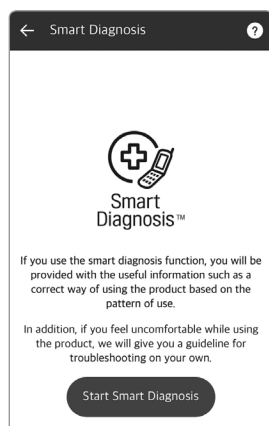 Smart Diagnosis
?
Smart
Diagnosis™
If you use the smart diagnosis function, you will be
provided with the useful information such as a
correct way of using the product based on the
pattern of use.
In addition, if you feel uncomfortable while using
the product, we will give you a guideline for
troubleshooting on your own.
Start Smart Diagnosis